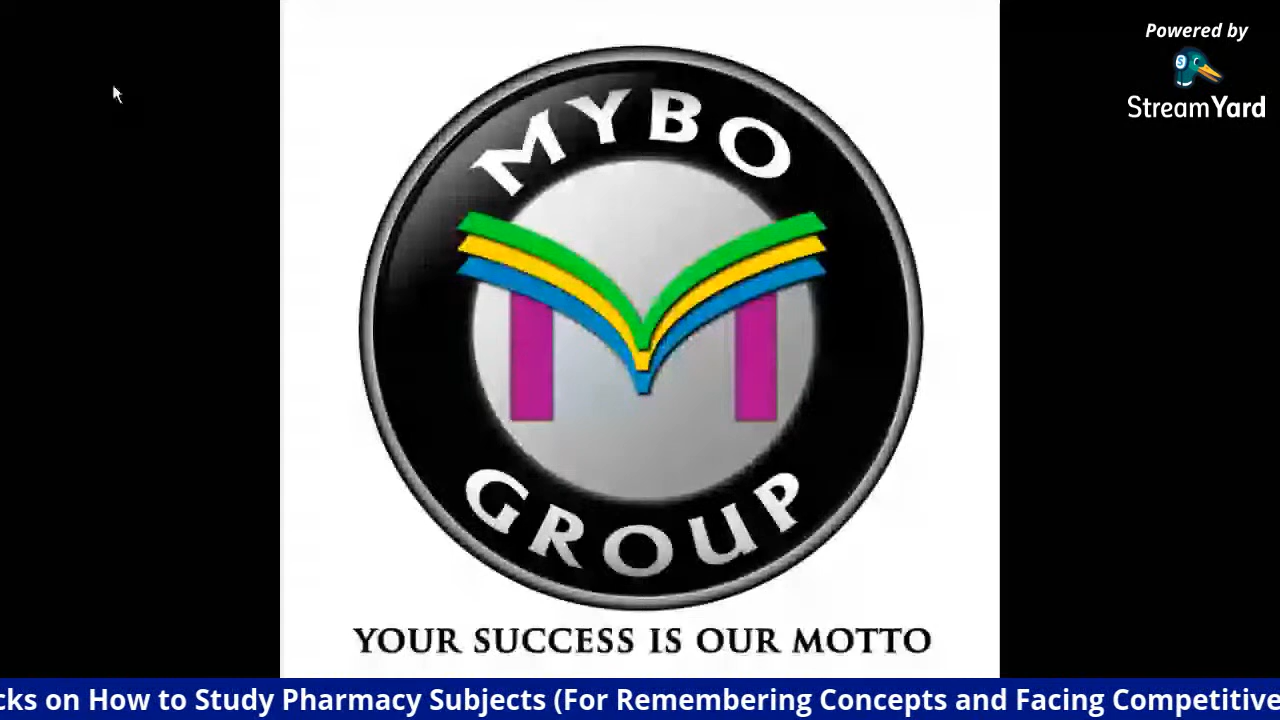 Powered by
StreamYard
MYBO
GROUP
YOUR SUCCESS IS OUR MOTTO
on How to Study Pharmacy Subjects (For Remembering Concepts and Facing Competitive